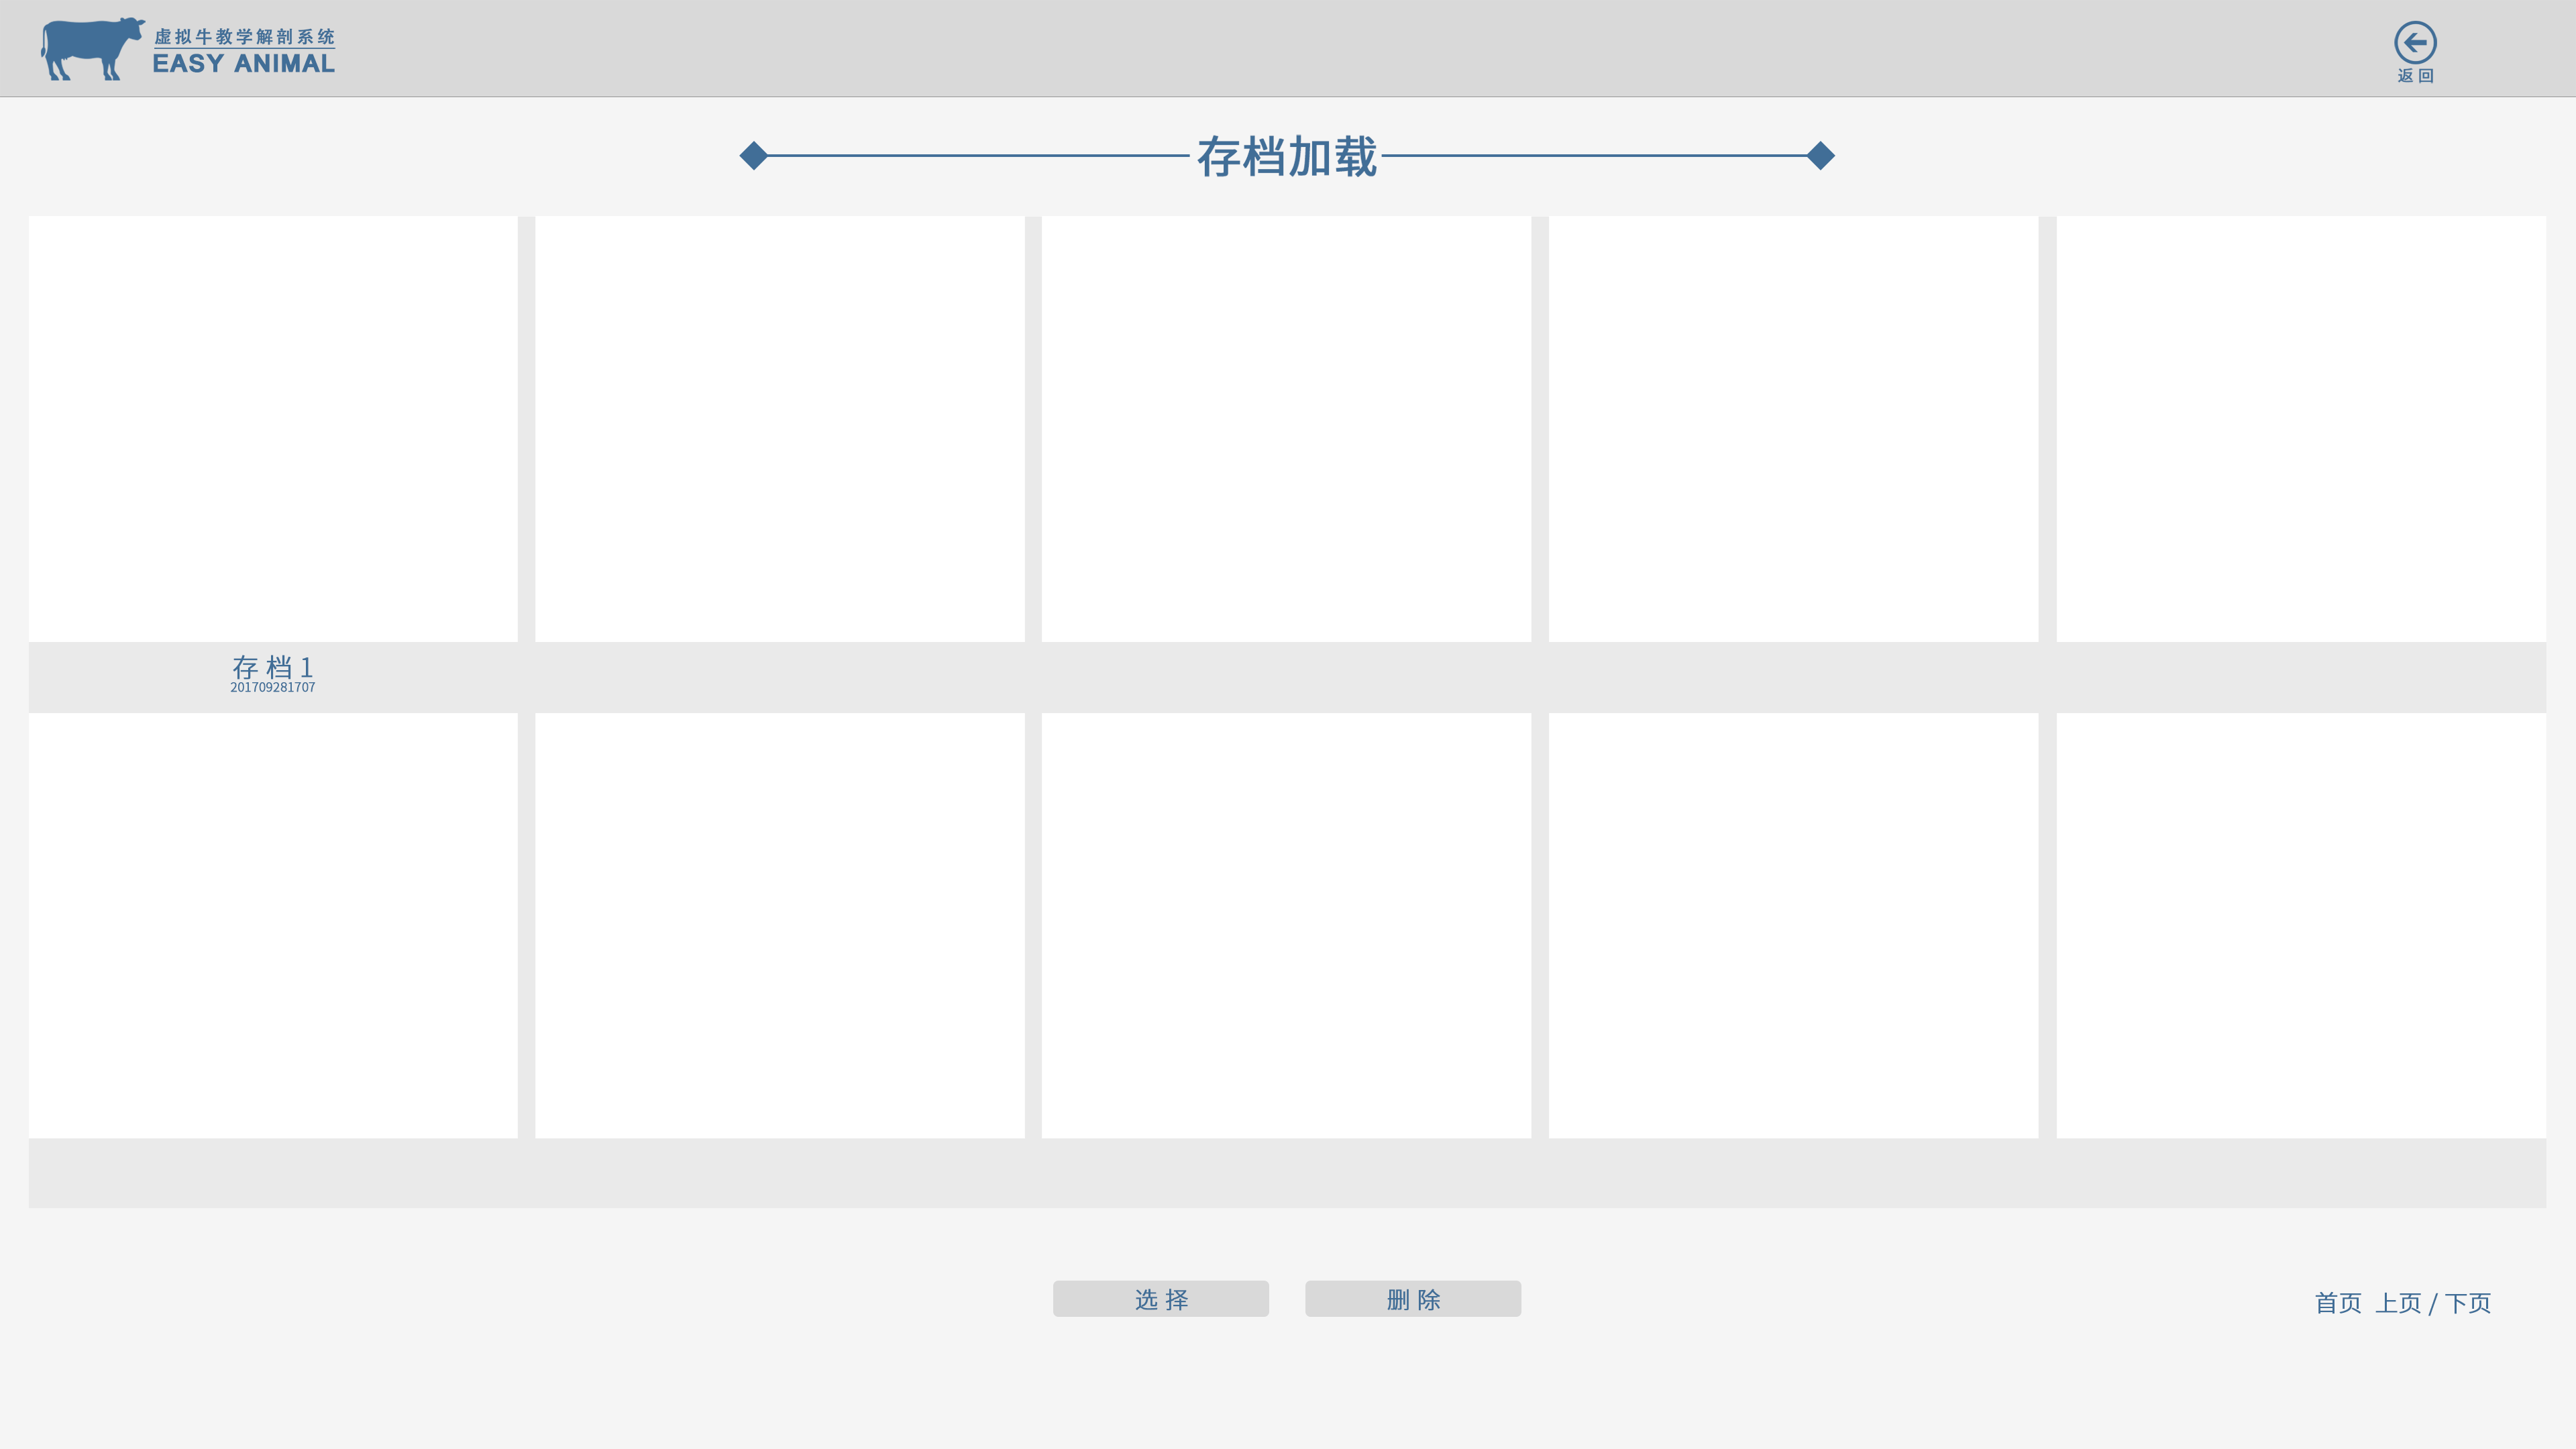 虚拟牛教学解剖系统
EASY ANIMAL
返回
存档加载
存档1
201709281707
选择
删除
首页 上页 / 下页